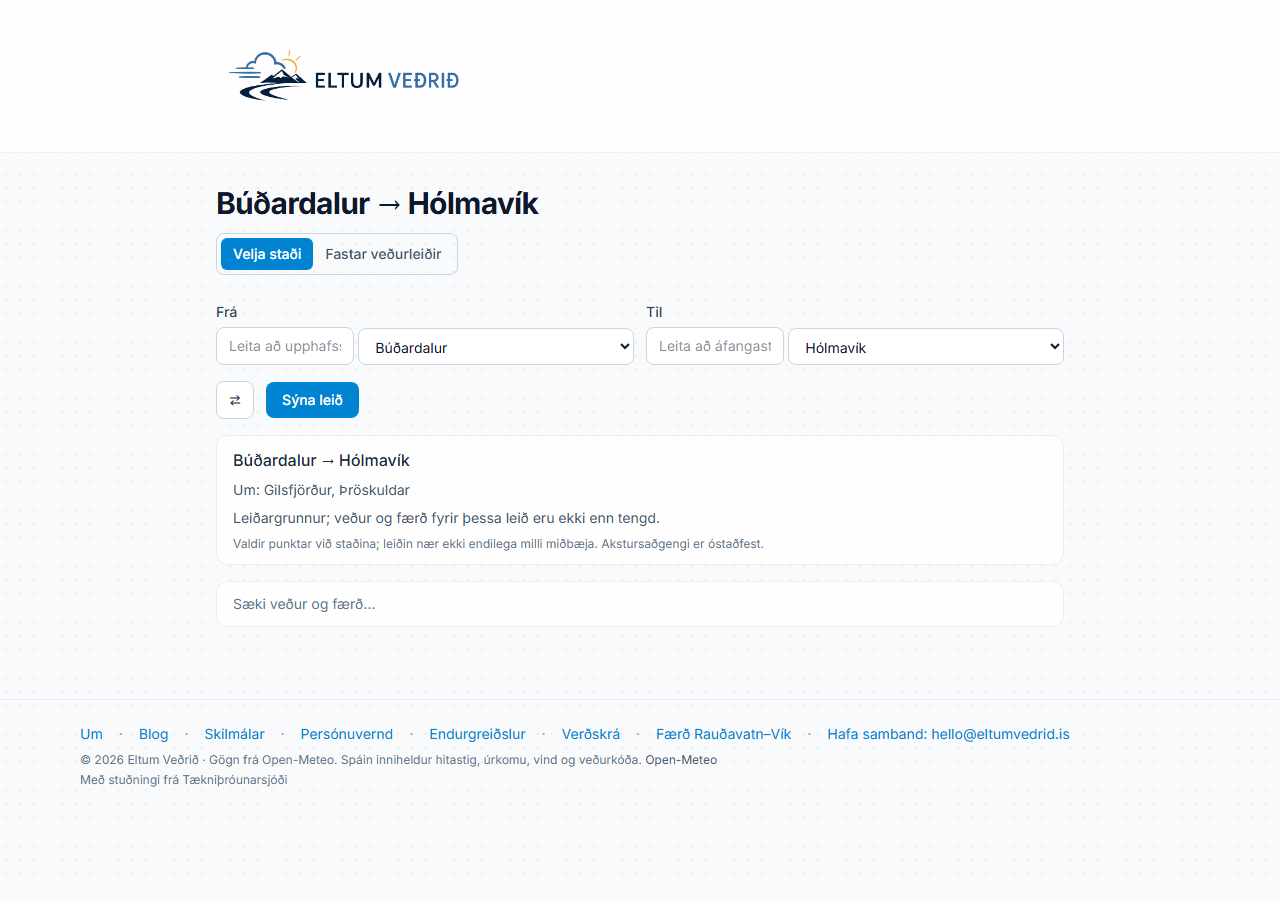 ELTUM VEÐRIÐ
Búðardalur → Hólmavík
Velja staði
Fastar veðurleiðir
Frá
Til
Leita að upphafss
Búðardalur
Leita að áfangast
Hólmavík
⇄
Sýna leið
Búðardalur → Hólmavík
Um: Gilsfjörður, Þröskuldar
Leiðargrunnur; veður og færð fyrir þessa leið eru ekki enn tengd.
Valdir punktar við staðina; leiðin nær ekki endilega milli miðbæja. Akstursaðgengi er óstaðfest.
Sæki veður og færð…
Um · Blog · Skilmálar · Persónuvernd · Endurgreiðslur · Verðskrá · Færð Rauðavatn–Vík · Hafa samband: hello@eltumvedrid.is
© 2026 Eltum Veðrið · Gögn frá Open-Meteo. Spáin inniheldur hitastig, úrkomu, vind og veðurkóða. Open-Meteo
Með stuðningi frá Tækniþróunarsjóði